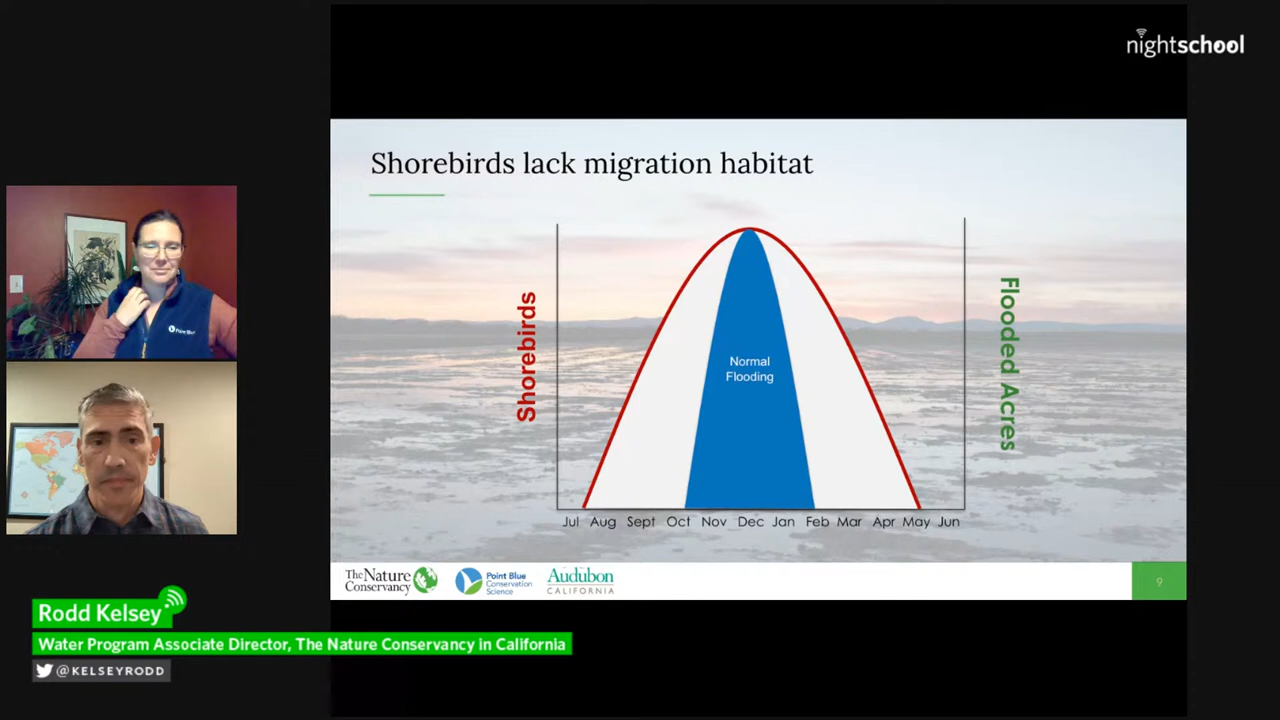 nightschool
Shorebirds lack migration habitat
Shorebirds
Normal
Flooding
Flooded Acres
Jul Aug Sept Oct Nov Dec Jan Feb Mar Apr May Jun
The Nature
Conservancy
Point Blue
Conservation
Science
Audubon
CALIFORNIA
9
Point Blue
Rodd Kelsey
Water Program Associate Director, The Nature Conservancy in California
@KELSEYRODD